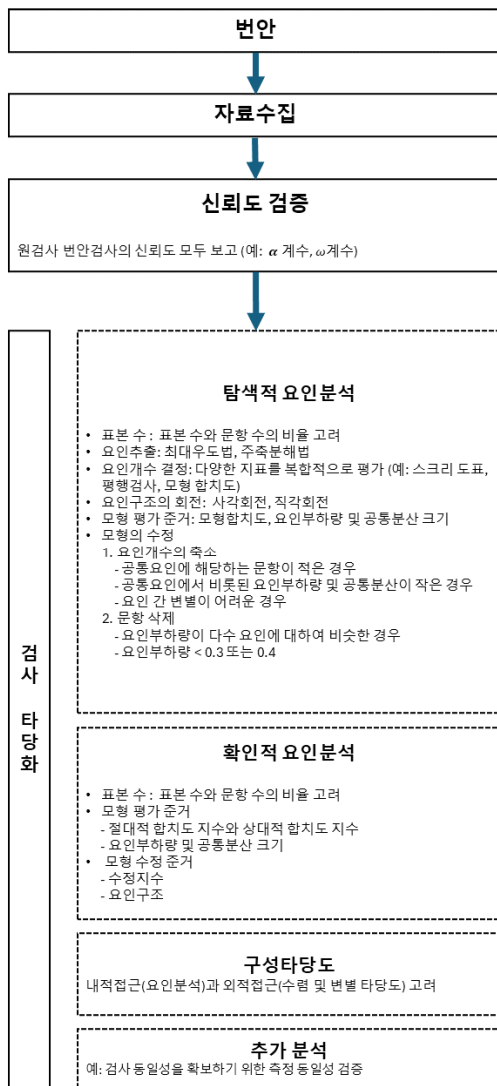 번안
자료수집
신뢰도 검증
원검사 번안검사의 신뢰도 모두 보고 (예: α 계수, ω계수)
검사 타당화
탐색적 요인분석
• 표본 수 : 표본 수와 문항 수의 비율 고려
• 요인추출: 최대우도법, 주축분해법
• 요인개수 결정: 다양한 지표를 복합적으로 평가 (예: 스크리 도표,
평행검사, 모형 합치도)
• 요인구조의 회전: 사각회전, 직각회전
• 모형 평가 준거: 모형합치도, 요인부하량 및 공통분산 크기
• 모형의 수정
1. 요인개수의 축소
- 공통요인에 해당하는 문항이 적은 경우
- 공통요인에서 비롯된 요인부하량 및 공통분산이 작은 경우
- 요인 간 변별이 어려운 경우
2. 문항 삭제
- 요인부하량이 다수 요인에 대하여 비슷한 경우
- 요인부하량 < 0.3 또는 0.4
확인적 요인분석
• 표본 수 : 표본 수와 문항 수의 비율 고려
• 모형 평가 준거
- 절대적 합치도 지수와 상대적 합치도 지수
- 요인부하량 및 공통분산 크기
• 모형 수정 준거
- 수정지수
- 요인구조
구성타당도
내적접근(요인분석)과 외적접근(수렴 및 변별 타당도) 고려
추가 분석
예: 검사 동일성을 확보하기 위한 측정 동일성 검증